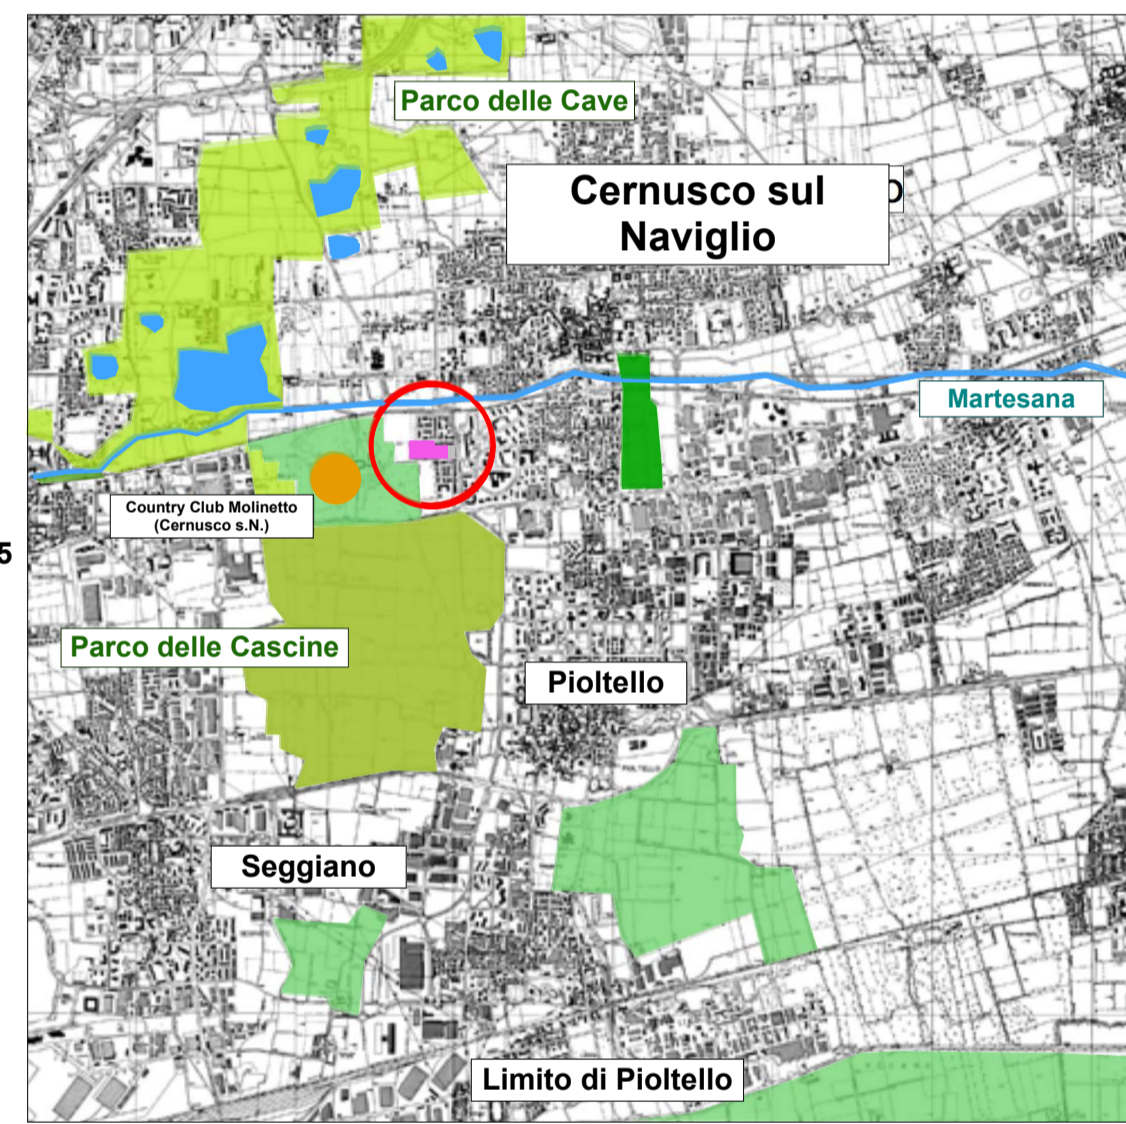 Parco delle Cave
Cernusco sul
Naviglio
o
Martesana
Country Club Molinetto
(Cernusco s.N.)
5
Parco delle Cascine
Pioltello
Seggiano
Limito di Pioltello